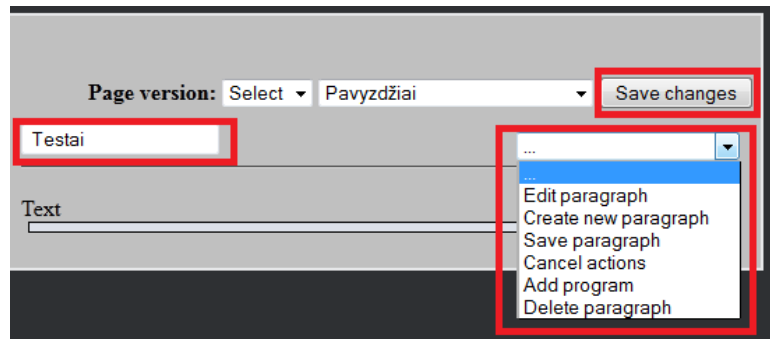 Page version: Select Pavyzdžiai Save changes
Testai ...
...
Edit paragraph
Text
Create new paragraph
Save paragraph
Cancel actions
Add program
Delete paragraph